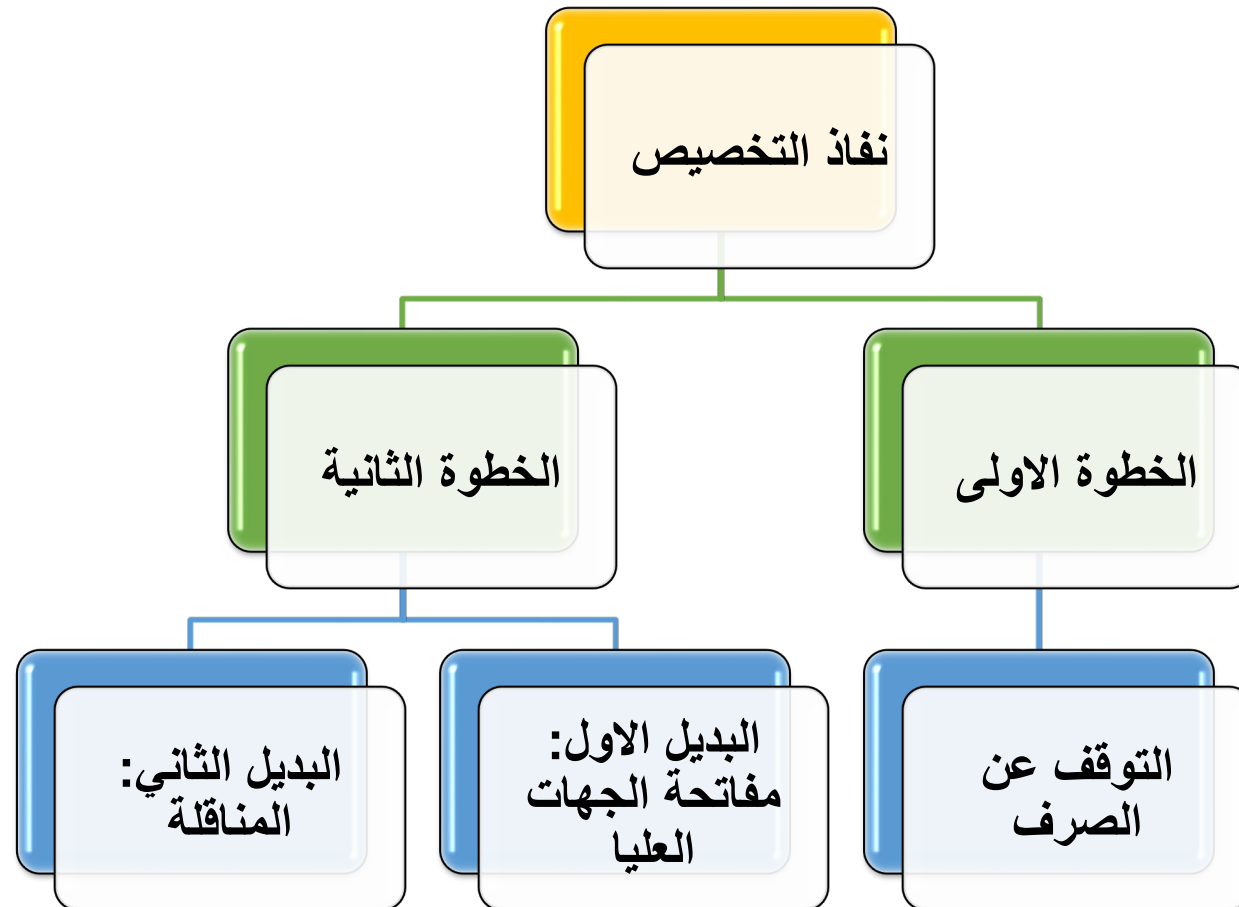 نفاذ التخصيص
الخطوة الاولى
الخطوة الثانية
التوقف عن
الصرف
البديل الاول:
مفاتحة الجهات
العليا
البديل الثاني:
المناقلة